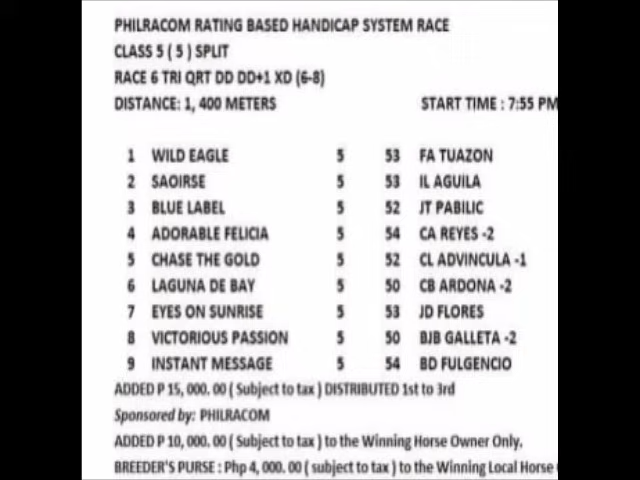 PHILRACOM RATING BASED HANDICAP SYSTEM RACE
CLASS 5 ( 5 ) SPLIT
RACE 6 TRI QRT DD DD+1 XD (6-8)
DISTANCE: 1, 400 METERS START TIME : 7:55 PM
1 WILD EAGLE 5 53 FA TUAZON
2 SAOIRSE 5 53 IL AGUILA
3 BLUE LABEL 5 52 JT PABILIC
4 ADORABLE FELICIA 5 54 CA REYES -2
5 CHASE THE GOLD 5 52 CL ADVINCULA -1
6 LAGUNA DE BAY 5 50 CB ARDONA -2
7 EYES ON SUNRISE 5 53 JD FLORES
8 VICTORIOUS PASSION 5 50 BJB GALLETA -2
9 INSTANT MESSAGE 5 54 BD FULGENCIO
ADDED P 15, 000. 00 ( Subject to tax ) DISTRIBUTED 1st to 3rd
Sponsored by: PHILRACOM
ADDED P 10, 000. 00 ( Subject to tax ) to the Winning Horse Owner Only.
BREEDER'S PURSE : Php 4, 000. 00 ( subject to tax ) to the Winning Local Horse